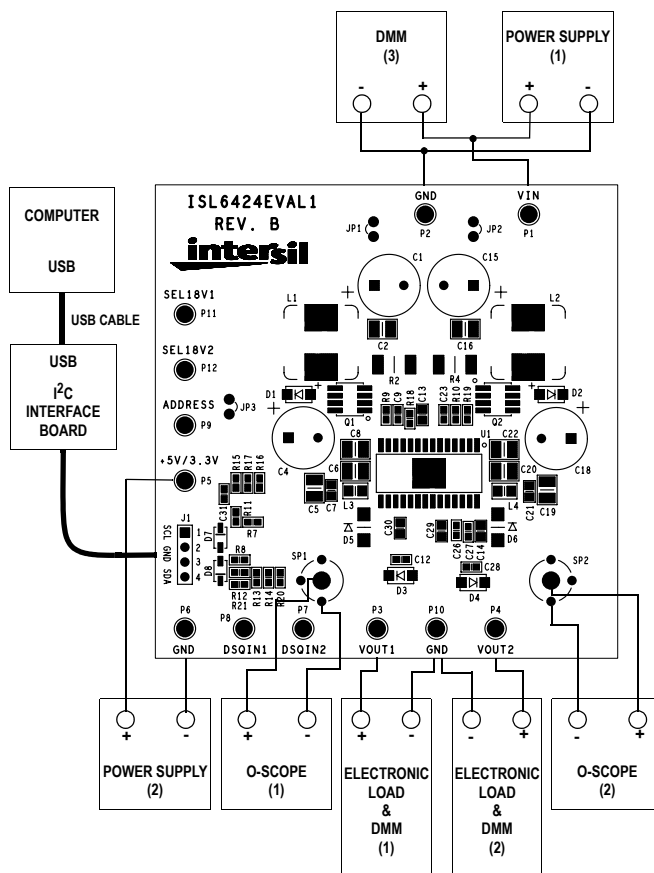 DMM
(3)
- +
POWER SUPPLY
(1)
+ -
COMPUTER
USB
USB CABLE
USB
I²C
INTERFACE
BOARD
ISL6424EVAL1
REV. B
intersil
GND
P2
VIN
P1
JP1
JP2
C1
C15
+
+
L1
L2
C2
C16
SEL18V1
P11
SEL18V2
P12
ADDRESS
P9
JP3
+5V/3.3V
P5
R2
R4
D1
+
Q1
R9
C9
R18
C13
C23
R10
R19
Q2
+
D2
+
C4
C8
C6
U1
C22
C20
+
C18
C5
C7
L3
L4
C21
C19
R15
R17
R16
C31
R11
R7
D5
C30
C29
C26
C27
C14
D6
J1
SCL GND SDA
1
2
3
4
D7
D8
R8
R12
R21
R13
R14
R20
SP1
C12
D3
C28
D4
SP2
P6
GND
P8
DSQIN1
P7
DSQIN2
P3
VOUT1
P10
GND
P4
VOUT2
+ -
POWER SUPPLY
(2)
+ -
O-SCOPE
(1)
+ -
ELECTRONIC
LOAD
&
DMM
(1)
- +
ELECTRONIC
LOAD
&
DMM
(2)
- +
O-SCOPE
(2)